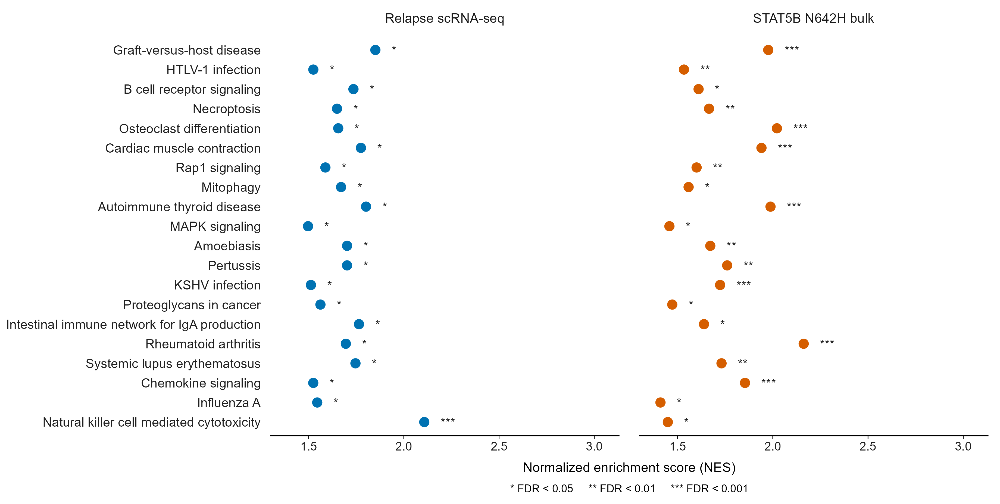 Relapse scRNA-seq STAT5B N642H bulk
Graft-versus-host disease * ***
HTLV-1 infection * **
B cell receptor signaling * *
Necroptosis * **
Osteoclast differentiation * ***
Cardiac muscle contraction * ***
Rap1 signaling * **
Mitophagy * *
Autoimmune thyroid disease * ***
MAPK signaling * *
Amoebiasis * **
Pertussis * **
KSHV infection * ***
Proteoglycans in cancer * *
Intestinal immune network for IgA production * *
Rheumatoid arthritis * ***
Systemic lupus erythematosus * **
Chemokine signaling * ***
Influenza A * *
Natural killer cell mediated cytotoxicity *** *
1.5 2.0 2.5 3.0 1.5 2.0 2.5 3.0
Normalized enrichment score (NES)
* FDR < 0.05 ** FDR < 0.01 *** FDR < 0.001